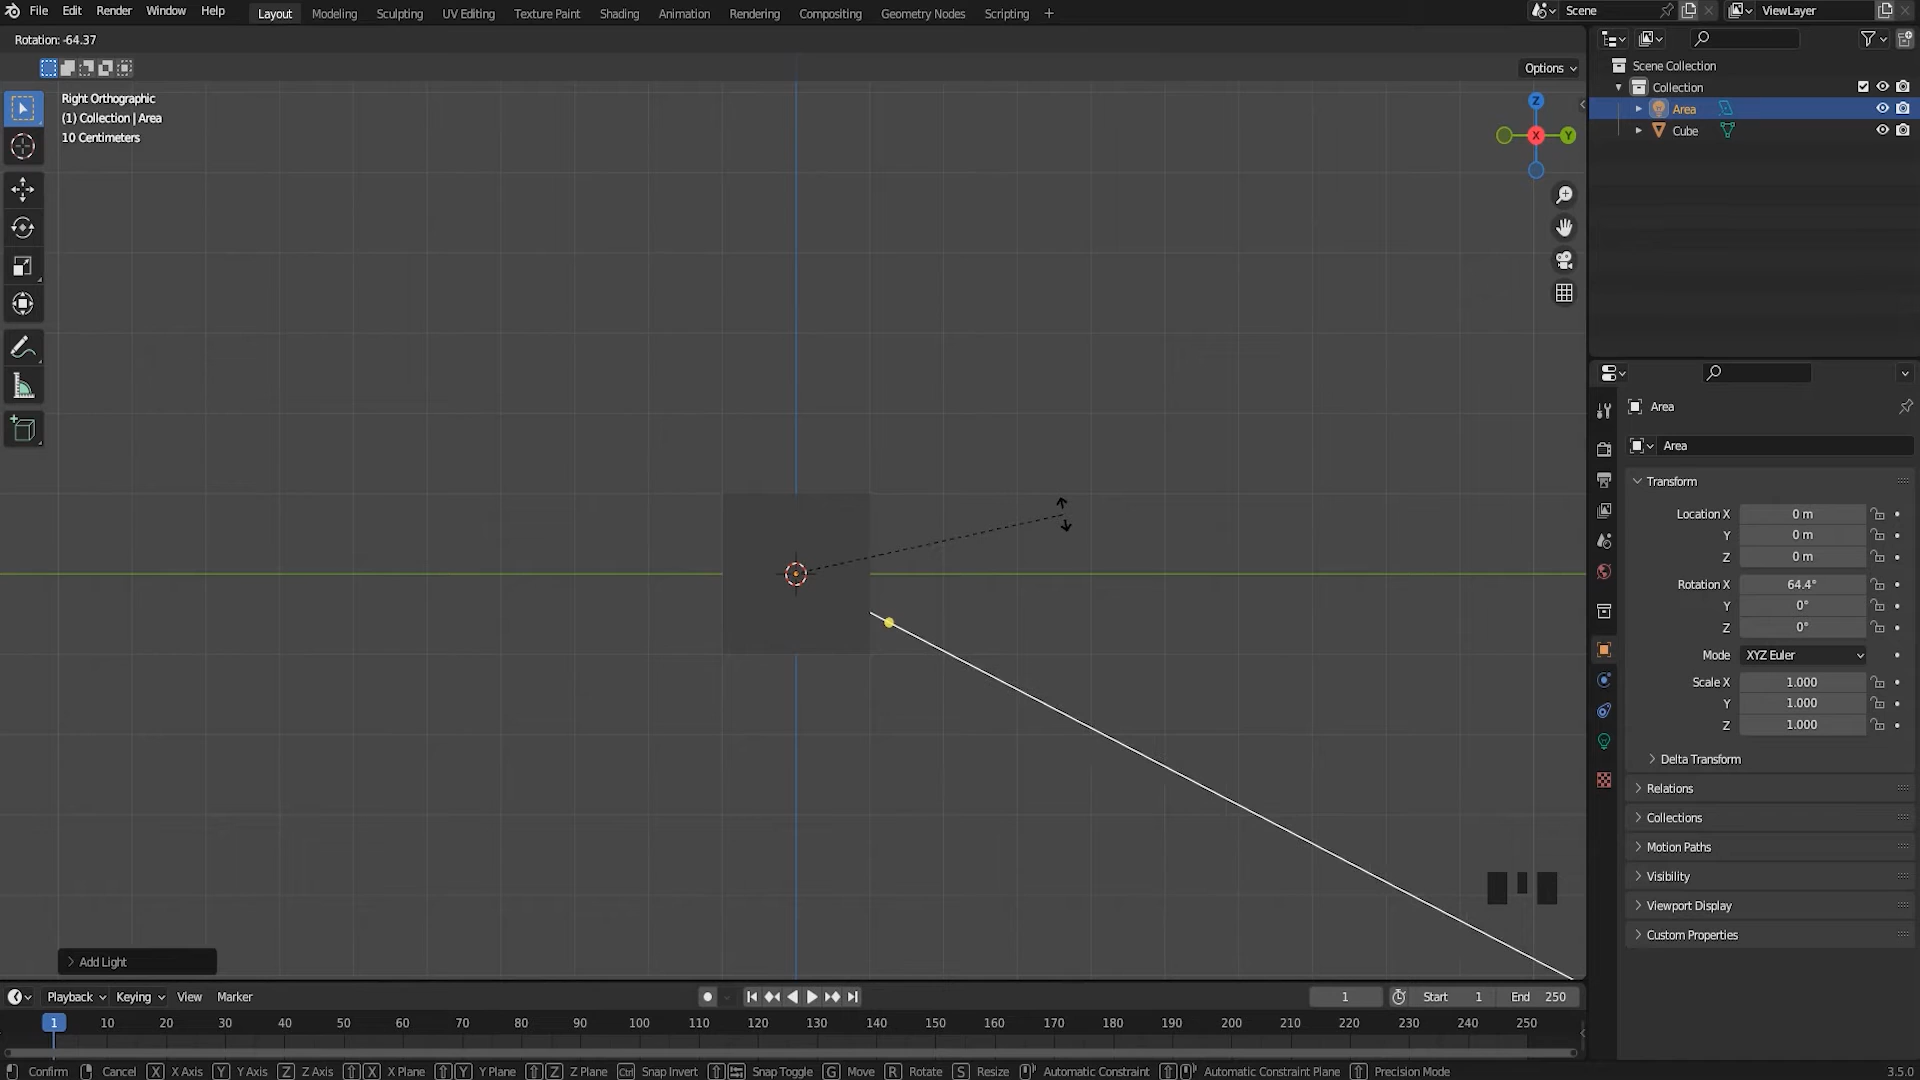 File Edit Render Window Help Layout Modeling Sculpting UV Editing Texture Paint Shading Animation Rendering Compositing Geometry Nodes Scripting +
Scene ViewLayer
Rotation: -64.37
Options
Right Orthographic
(1) Collection | Area
10 Centimeters
Z
X
Y
Scene Collection
Collection
Area
Cube
Area
Area
Transform
Location X 0 m
Y 0 m
Z 0 m
Rotation X 64.4°
Y 0°
Z 0°
Mode XYZ Euler
Scale X 1.000
Y 1.000
Z 1.000
Delta Transform
Relations
Collections
Motion Paths
Visibility
Viewport Display
Custom Properties
Add Light
Playback Keying View Marker
1 Start 1 End 250
1 10 20 30 40 50 60 70 80 90 100 110 120 130 140 150 160 170 180 190 200 210 220 230 240 250
Confirm Cancel X X Axis Y Y Axis Z Z Axis X X Plane Y Y Plane Z Z Plane Ctrl Snap Invert Snap Toggle G Move R Rotate S Resize Automatic Constraint Automatic Constraint Plane Precision Mode 3.5.0